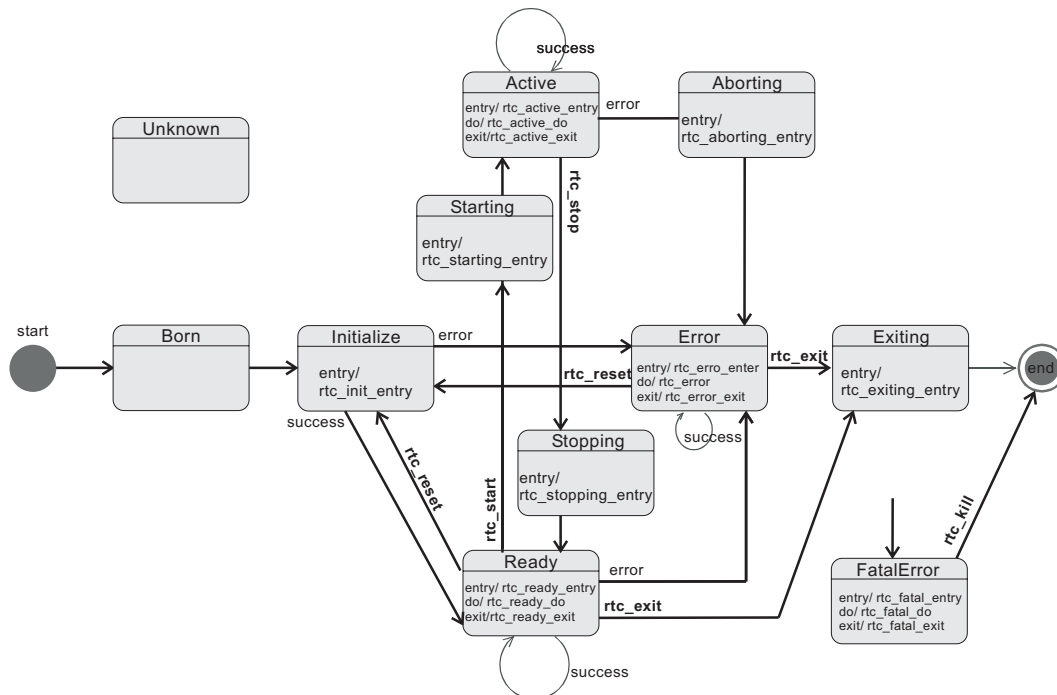 success
Active
entry/ rtc_active_entry
do/ rtc_active_do
exit/rtc_active_exit
error
Aborting
entry/
rtc_aborting_entry
Unknown
rtc_stop
Starting
entry/
rtc_starting_entry
start
Born
Initialize
entry/
rtc_init_entry
error
Error
entry/ rtc_erro_enter
do/ rtc_error
exit/ rtc_error_exit
rtc_exit
Exiting
entry/
rtc_exiting_entry
end
rtc_reset
success
success
Stopping
entry/
rtc_stopping_entry
rtc_reset
rtc_start
rtc_kill
Ready
entry/ rtc_ready_entry
do/ rtc_ready_do
exit/rtc_ready_exit
error
rtc_exit
FatalError
entry/ rtc_fatal_entry
do/ rtc_fatal_do
exit/ rtc_fatal_exit
success